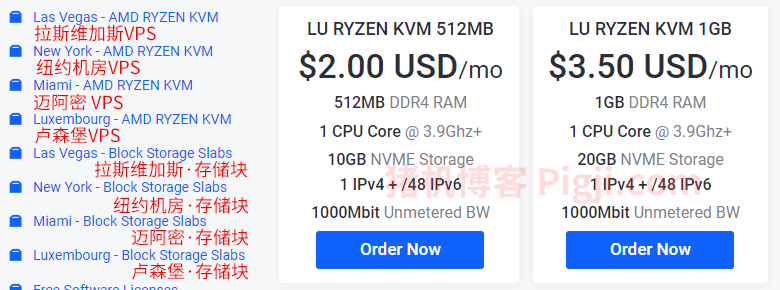 Las Vegas - AMD RYZEN KVM
拉斯维加斯VPS
New York - AMD RYZEN KVM
纽约机房VPS
Miami - AMD RYZEN KVM
迈阿密 VPS
Luxembourg - AMD RYZEN KVM
卢森堡VPS
Las Vegas - Block Storage Slabs
拉斯维加斯·存储块
New York - Block Storage Slabs
纽约机房·存储块
Miami - Block Storage Slabs
迈阿密·存储块
Luxembourg - Block Storage Slabs
卢森堡·存储块
Free Software Licenses
LU RYZEN KVM 512MB
$2.00 USD/mo
512MB DDR4 RAM
1 CPU Core @ 3.9Ghz+
10GB NVME Storage
1 IPv4 + /48 IPv6
1000Mbit Unmetered BW
Order Now
LU RYZEN KVM 1GB
$3.50 USD/mo
1GB DDR4 RAM
1 CPU Core @ 3.9Ghz+
20GB NVME Storage
1 IPv4 + /48 IPv6
1000Mbit Unmetered BW
Order Now
猪机博客 Pigji.com